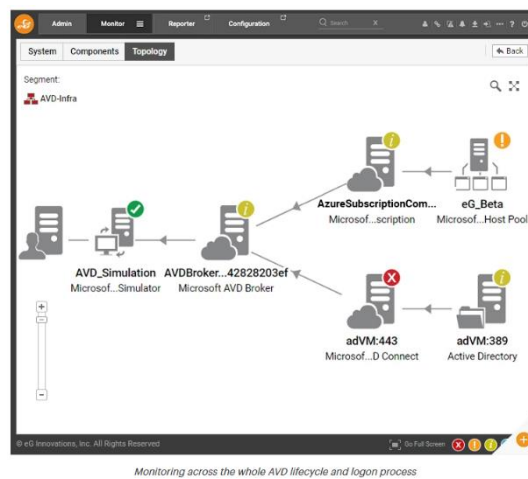 eG
Admin
Monitor
Reporter
Configuration
Search
X
System
Components
Topology
Back
Segment:
AVD-Infra
AzureSubscriptionCom...
Microsof...scription
eG_Beta
Microsof...Host Pool
AVD_Simulation
Microsof...Simulator
AVDBroker...42828203ef
Microsoft AVD Broker
adVM:443
Microsof...D Connect
adVM:389
Active Directory
© eG Innovations, Inc. All Rights Reserved
Go Full Screen
Monitoring across the whole AVD lifecycle and logon process